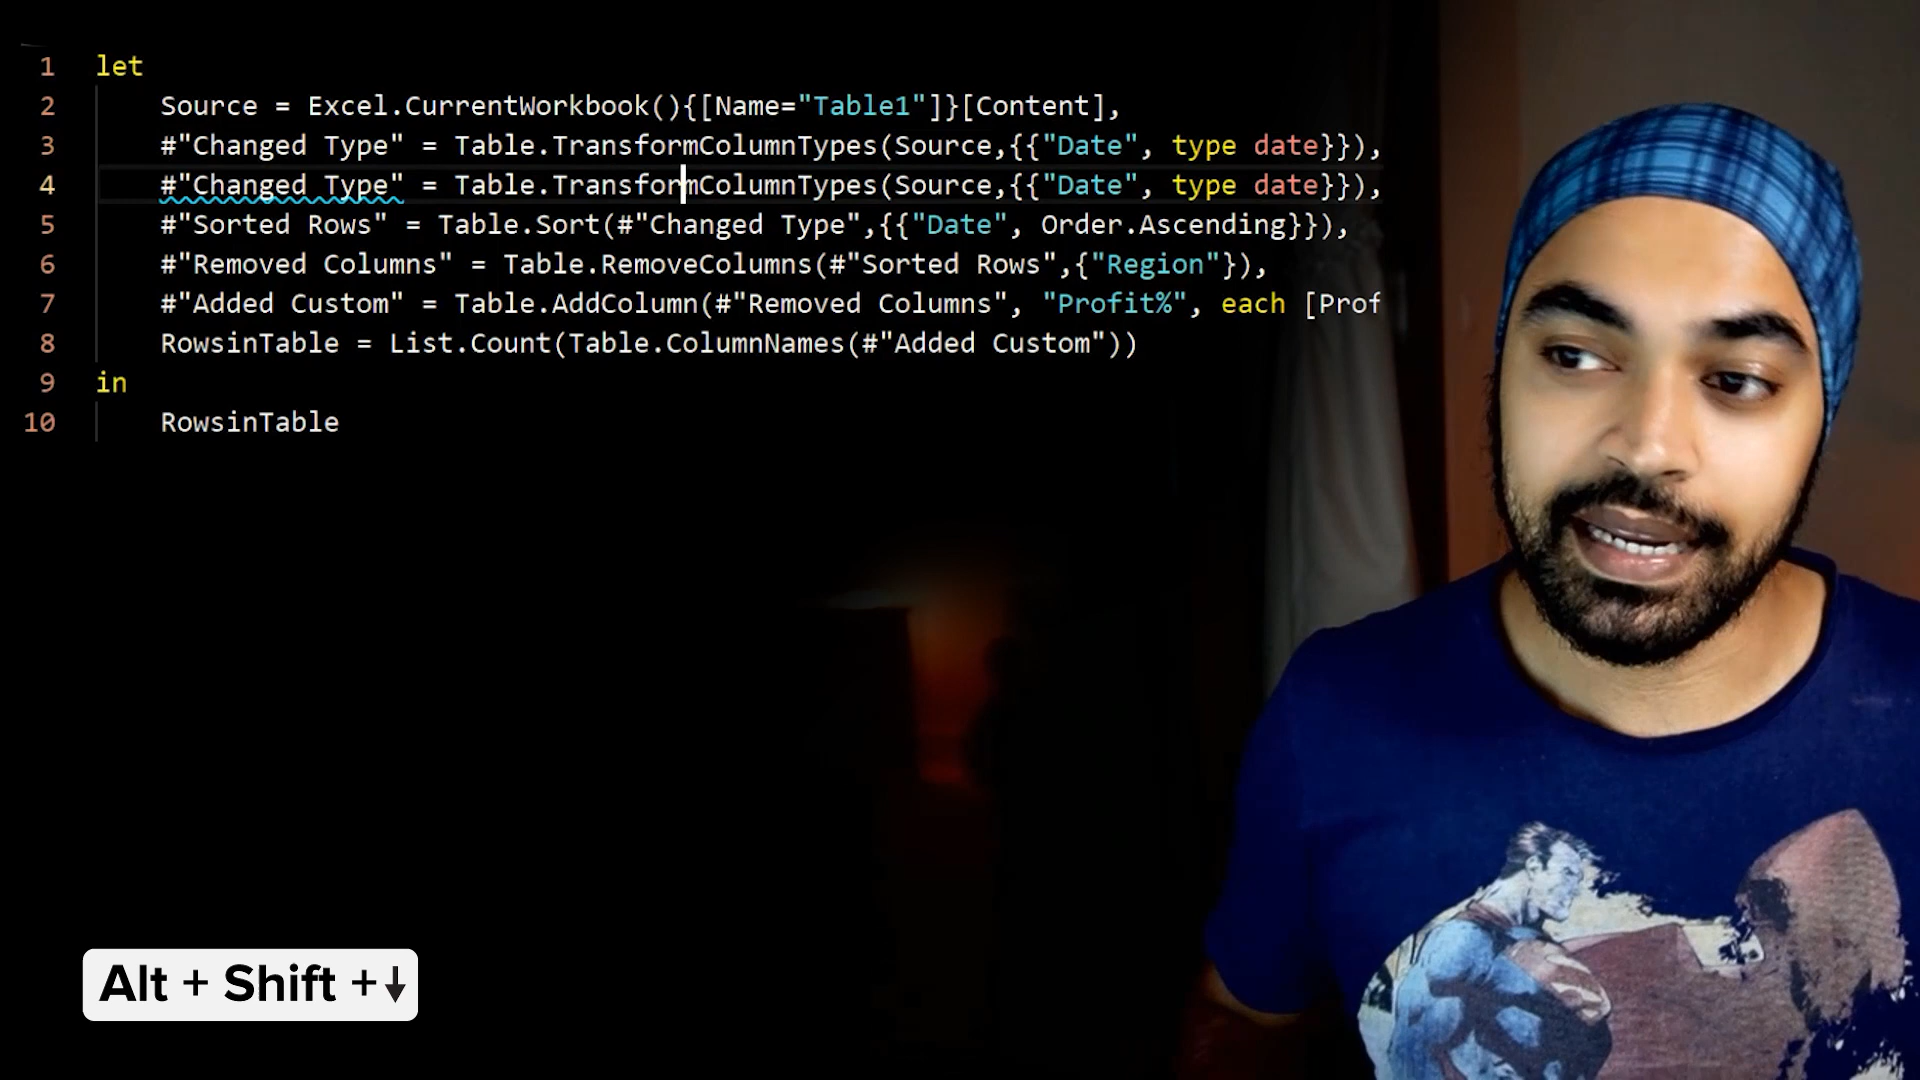 1 let
2 Source = Excel.CurrentWorkbook(){[Name="Table1"]}[Content],
3 #"Changed Type" = Table.TransformColumnTypes(Source,{{"Date", type date}}),
4 #"Changed Type" = Table.TransformColumnTypes(Source,{{"Date", type date}}),
5 #"Sorted Rows" = Table.Sort(#"Changed Type",{{"Date", Order.Ascending}}),
6 #"Removed Columns" = Table.RemoveColumns(#"Sorted Rows",{"Region"}),
7 #"Added Custom" = Table.AddColumn(#"Removed Columns", "Profit%", each [Prof
8 RowsinTable = List.Count(Table.ColumnNames(#"Added Custom"))
9 in
10 RowsinTable
Alt + Shift +↓